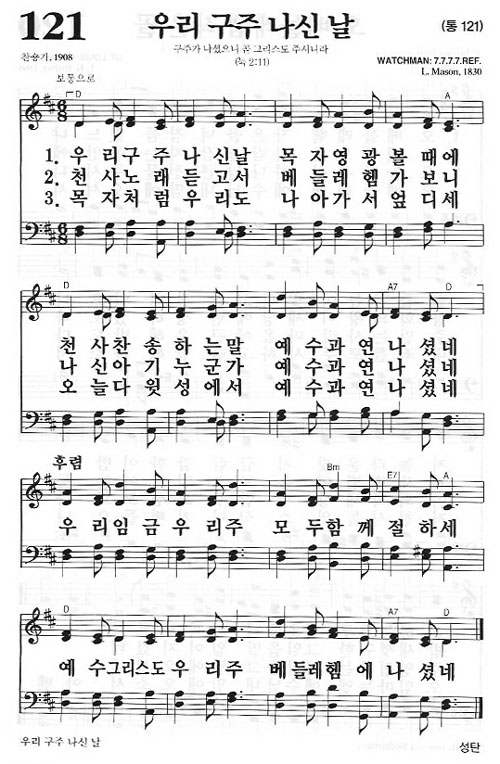 121 우리 구주 나신 날 (통 121)
구주가 나셨으니 곧 그리스도 주시니라
(눅 2:11)
찬숑가, 1908
WATCHMAN: 7.7.7.7.REF.
L. Mason, 1830
보통으로
D A
1. 우 리 구 주 나 신 날 목 자 영 광 볼 때 에
2. 천 사 노 래 듣 고 서 베 들 레 헴 가 보 니
3. 목 자 처 럼 우 리 도 나 아 가 서 엎 디 세
D A7 D
천 사 찬 송 하 는 말 예 수 과 연 나 셨 네
나 신 아 기 누 군 가 예 수 과 연 나 셨 네
오 늘 다 윗 성 에 서 예 수 과 연 나 셨 네
후렴
Bm E7 A
우 리 임 금 우 리 주 모 두 함 께 절 하 세
D A7 D
예 수 그리스도 우 리 주 베 들레 헴 에 나 셨 네
우리 구주 나신 날
성탄